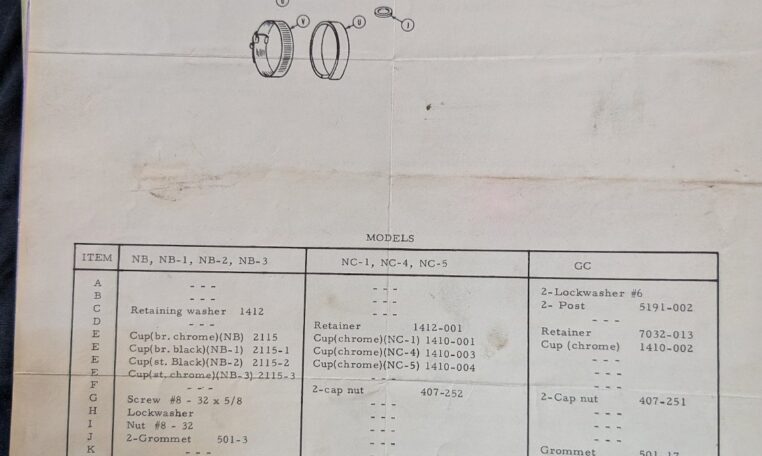 V U
MODELS
ITEM NB, NB-1, NB-2, NB-3 NC-1, NC-4, NC-5 GC
A - - - - - - 2-Lockwasher #6
B - - - - - - 2- Post 5191-002
C Retaining washer 1412 - - - - - -
D - - - Retainer 1412-001 Retainer 7032-013
E Cup(br. chrome)(NB) 2115 Cup(chrome)(NC-1) 1410-001 Cup (chrome) 1410-002
E Cup(br. black)(NB-1) 2115-1 Cup(chrome)(NC-4) 1410-003 - - -
E Cup(st. Black)(NB-2) 2115-2 Cup(chrome)(NC-5) 1410-004 - - -
E Cup(st. chrome)(NB-3) 2115-3 - - - - - -
F - - - 2-cap nut 407-252 2-Cap nut 407-251
G Screw #8 - 32 x 5/8 - - - - - -
H Lockwasher - - -
I Nut #8 - 32 - - - - - -
J 2-Grommet 501-3 - - - Grommet 501-17
K - - -